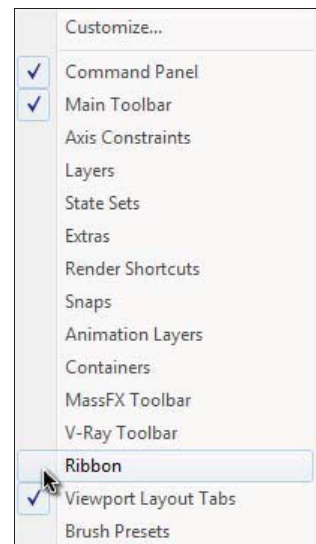 Customize...
Command Panel
Main Toolbar
Axis Constraints
Layers
State Sets
Extras
Render Shortcuts
Snaps
Animation Layers
Containers
MassFX Toolbar
V-Ray Toolbar
Ribbon
Viewport Layout Tabs
Brush Presets